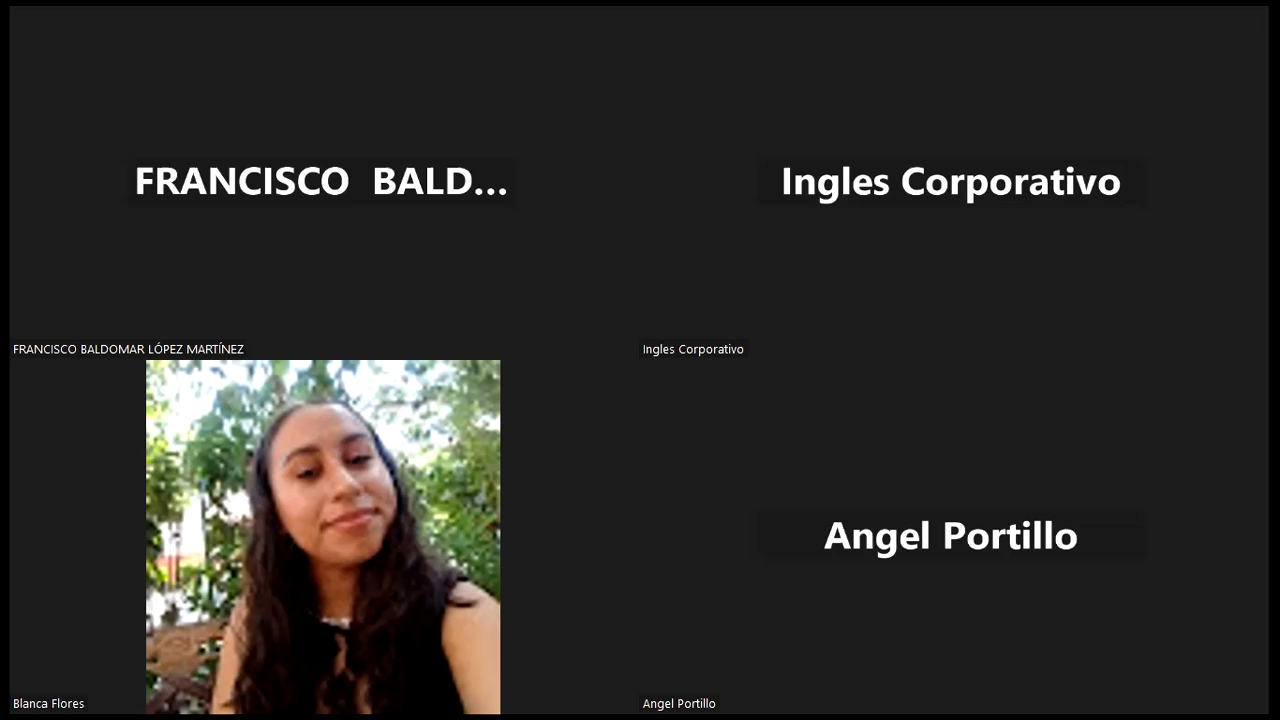 FRANCISCO BALD...
Ingles Corporativo
FRANCISCO BALDOMAR LÓPEZ MARTÍNEZ
Ingles Corporativo
Angel Portillo
Blanca Flores
Angel Portillo